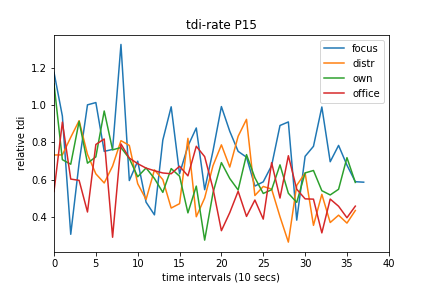 tdi-rate P15
focus
distr
own
office
relative tdi
1.2
1.0
0.8
0.6
0.4
0 5 10 15 20 25 30 35 40
time intervals (10 secs)